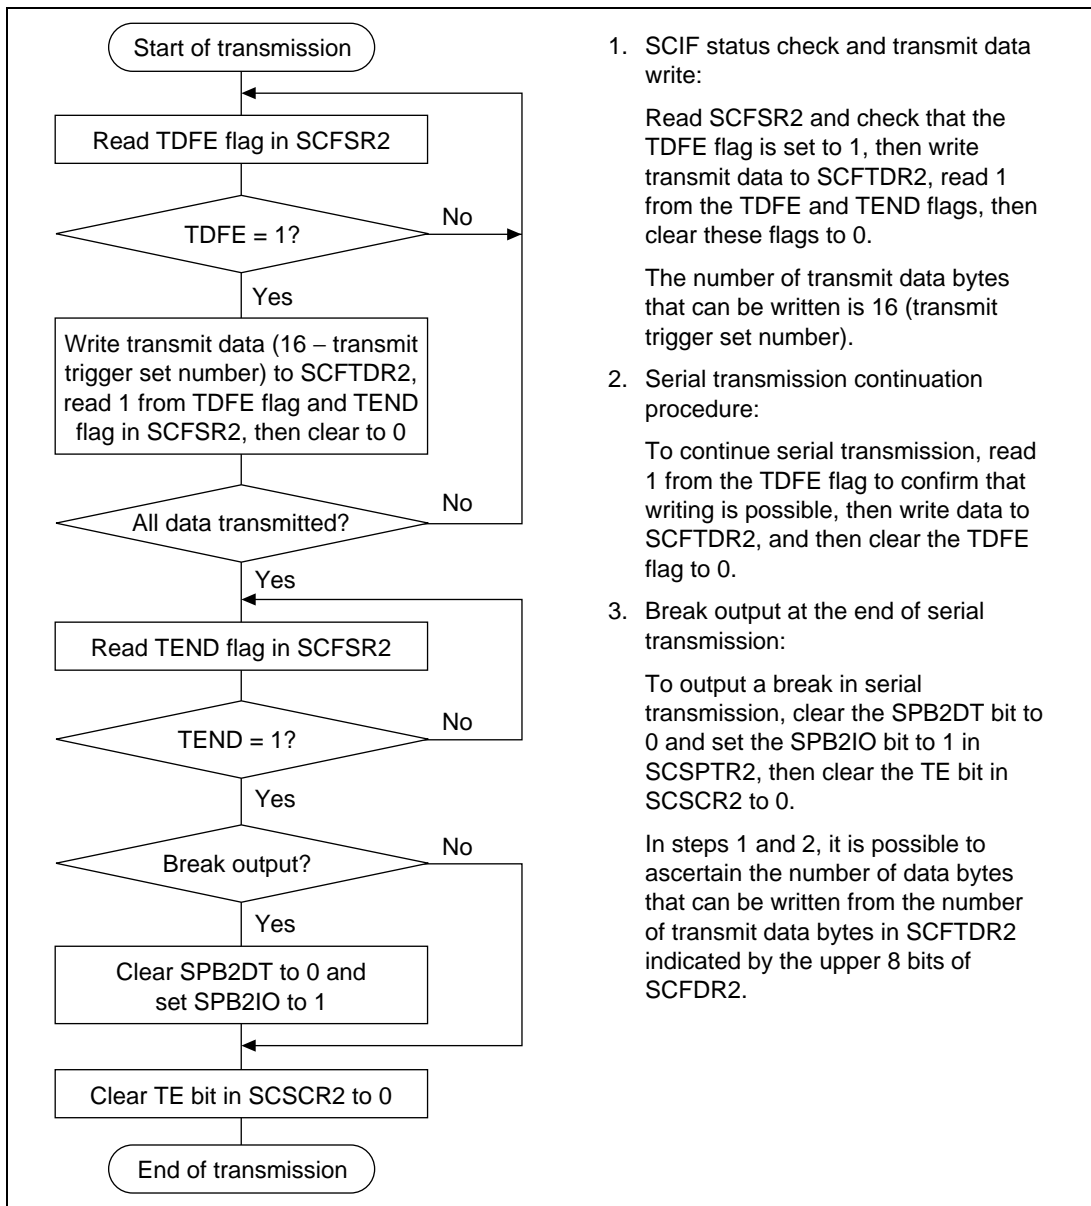 Start of transmission
Read TDFE flag in SCFSR2
TDFE = 1?
No
Yes
Write transmit data (16 – transmit
trigger set number) to SCFTDR2,
read 1 from TDFE flag and TEND
flag in SCFSR2, then clear to 0
All data transmitted?
No
Yes
Read TEND flag in SCFSR2
TEND = 1?
No
Yes
Break output?
No
Yes
Clear SPB2DT to 0 and
set SPB2IO to 1
Clear TE bit in SCSCR2 to 0
End of transmission
1. SCIF status check and transmit data
write:
Read SCFSR2 and check that the
TDFE flag is set to 1, then write
transmit data to SCFTDR2, read 1
from the TDFE and TEND flags, then
clear these flags to 0.
The number of transmit data bytes
that can be written is 16 (transmit
trigger set number).
2. Serial transmission continuation
procedure:
To continue serial transmission, read
1 from the TDFE flag to confirm that
writing is possible, then write data to
SCFTDR2, and then clear the TDFE
flag to 0.
3. Break output at the end of serial
transmission:
To output a break in serial
transmission, clear the SPB2DT bit to
0 and set the SPB2IO bit to 1 in
SCSPTR2, then clear the TE bit in
SCSCR2 to 0.
In steps 1 and 2, it is possible to
ascertain the number of data bytes
that can be written from the number
of transmit data bytes in SCFTDR2
indicated by the upper 8 bits of
SCFDR2.